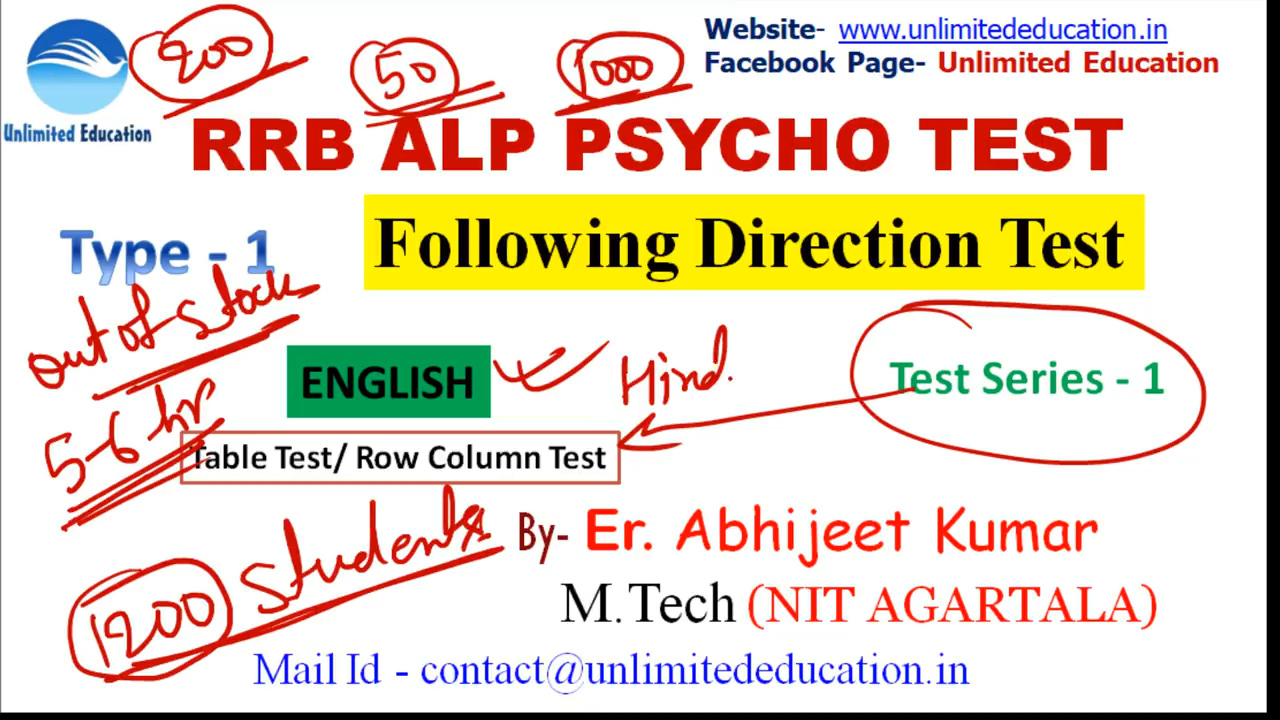 Website- www.unlimitededucation.in
Facebook Page- Unlimited Education
200 50 1000
Unlimited Education
RRB ALP PSYCHO TEST
Type - 1
Following Direction Test
out of stock
ENGLISH
Hind
Test Series - 1
5-6 hr
Table Test/ Row Column Test
1200 students
By- Er. Abhijeet Kumar
M.Tech (NIT AGARTALA)
Mail Id - contact@unlimitededucation.in